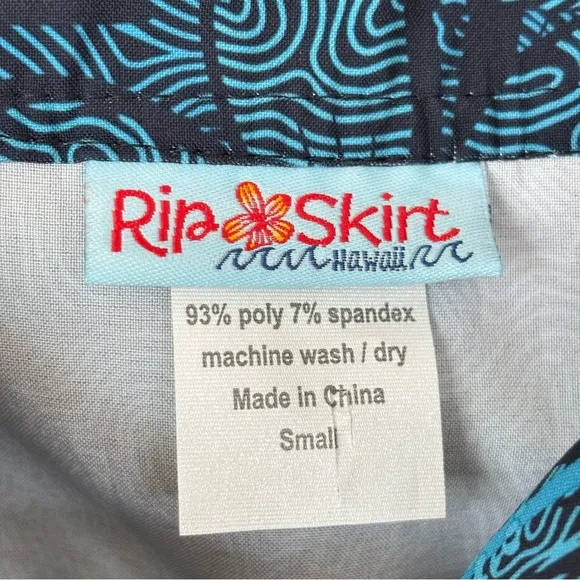 Rip Skirt
Hawaii
93% poly 7% spandex
machine wash / dry
Made in China
Small